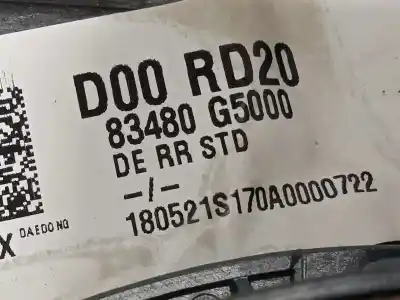 D00 RD20
83480 G5000
DE RR STD
-/-
180521S170A0000722
X DAEDONG